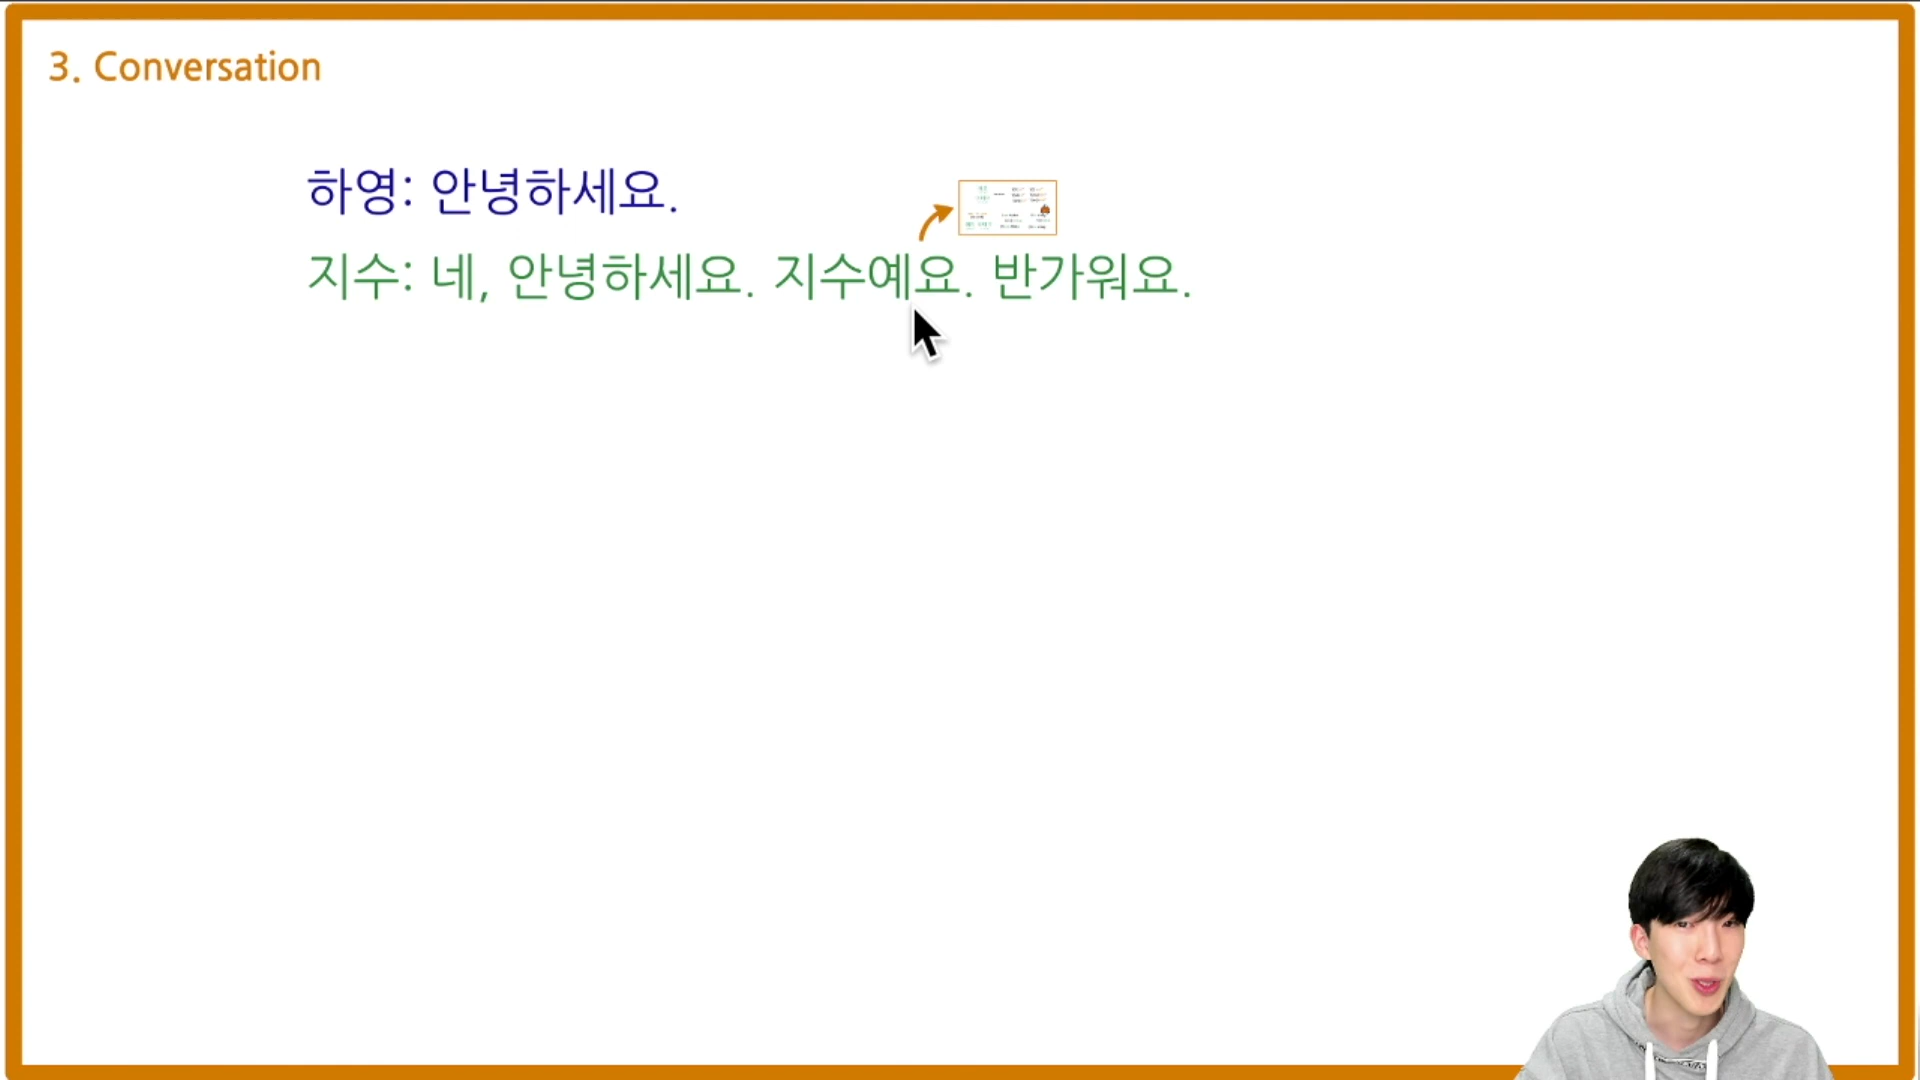 3. Conversation
하영: 안녕하세요.
지수: 네, 안녕하세요. 지수예요. 반가워요.